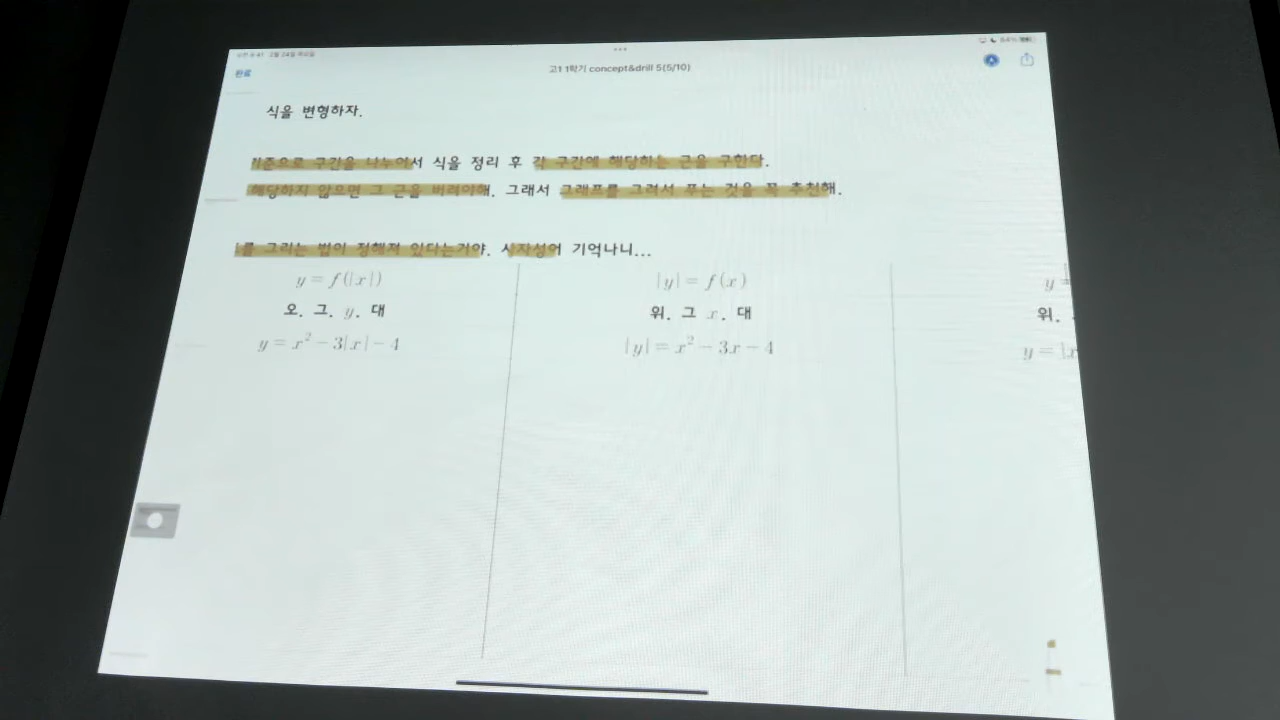 84%
완료
고1 1학기 concept&drill 5(5/10)
식을 변형하자.
기준으로 구간을 나누어서 식을 정리 후 각 구간에 해당하는 근을 구한다.
해당하지 않으면 그 근을 버려야해. 그래서 그래프를 그려서 푸는 것을 꼭 추천해.
를 그리는 법이 정해져 있다는거야. 사자성어 기억나니...
y = f(|x|)
오. 그. y. 대
y = x² − 3|x| − 4
|y| = f(x)
위. 그 x. 대
|y| = x² − 3x − 4
y =
위.
y = |x